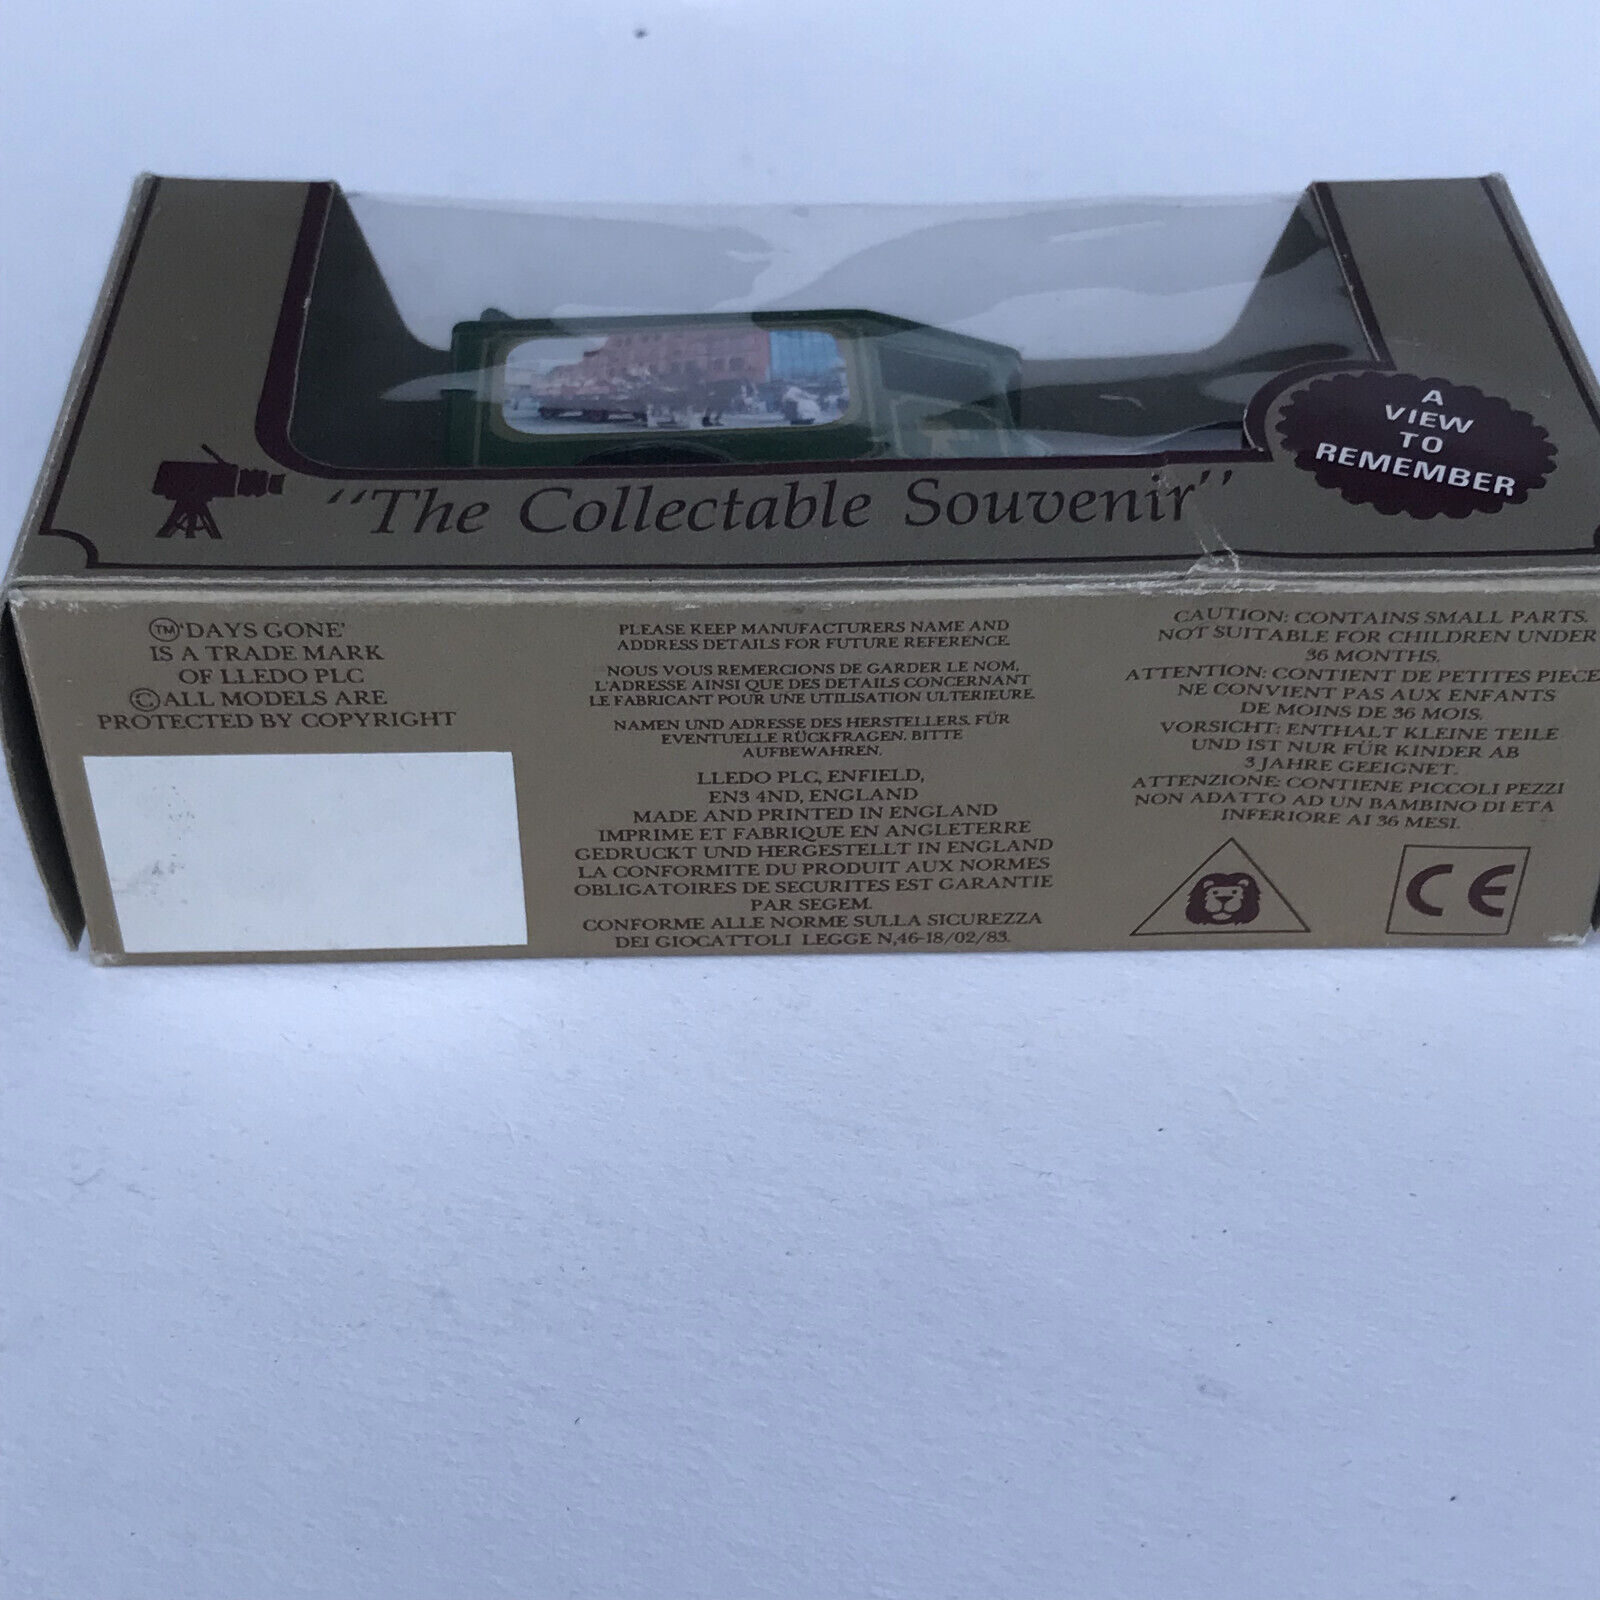 A
VIEW
TO
REMEMBER
"The Collectable Souvenir"
TM 'DAYS GONE'
IS A TRADE MARK
OF LLEDO PLC
© ALL MODELS ARE
PROTECTED BY COPYRIGHT
PLEASE KEEP MANUFACTURERS NAME AND
ADDRESS DETAILS FOR FUTURE REFERENCE.
NOUS VOUS REMERCIONS DE GARDER LE NOM,
L'ADRESSE AINSI QUE DES DETAILS CONCERNANT
LE FABRICANT POUR UNE UTILISATION ULTERIEURE.
NAMEN UND ADRESSE DES HERSTELLERS. FÜR
EVENTUELLE RÜCKFRAGEN. BITTE
AUFBEWAHREN.
LLEDO PLC, ENFIELD,
EN3 4ND, ENGLAND
MADE AND PRINTED IN ENGLAND
IMPRIME ET FABRIQUE EN ANGLETERRE
GEDRUCKT UND HERGESTELLT IN ENGLAND
LA CONFORMITE DU PRODUIT AUX NORMES
OBLIGATOIRES DE SECURITES EST GARANTIE
PAR SEGEM.
CONFORME ALLE NORME SULLA SICUREZZA
DEI GIOCATTOLI LEGGE N,46-18/02/83.
CAUTION: CONTAINS SMALL PARTS.
NOT SUITABLE FOR CHILDREN UNDER
36 MONTHS.
ATTENTION: CONTIENT DE PETITES PIECE
NE CONVIENT PAS AUX ENFANTS
DE MOINS DE 36 MOIS.
VORSICHT: ENTHALT KLEINE TEILE
UND IST NUR FÜR KINDER AB
3 JAHRE GEEIGNET.
ATTENZIONE: CONTIENE PICCOLI PEZZI
NON ADATTO AD UN BAMBINO DI ETA
INFERIORE AI 36 MESI.
CE